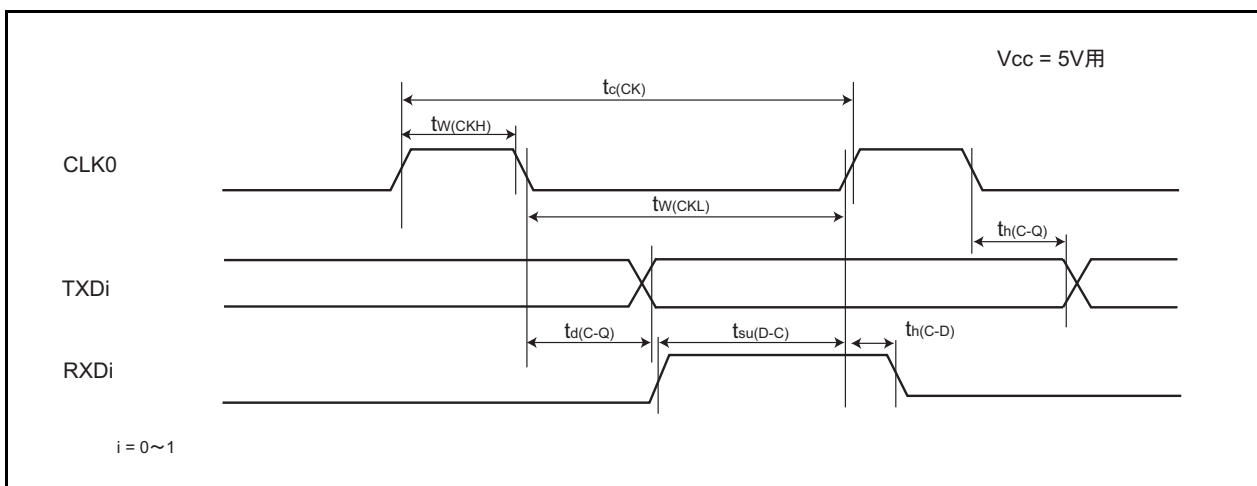 Vcc = 5V用
tc(CK)
tW(CKH)
CLK0
tW(CKL)
th(C-Q)
TXDi
td(C-Q)
tsu(D-C)
th(C-D)
RXDi
i = 0～1